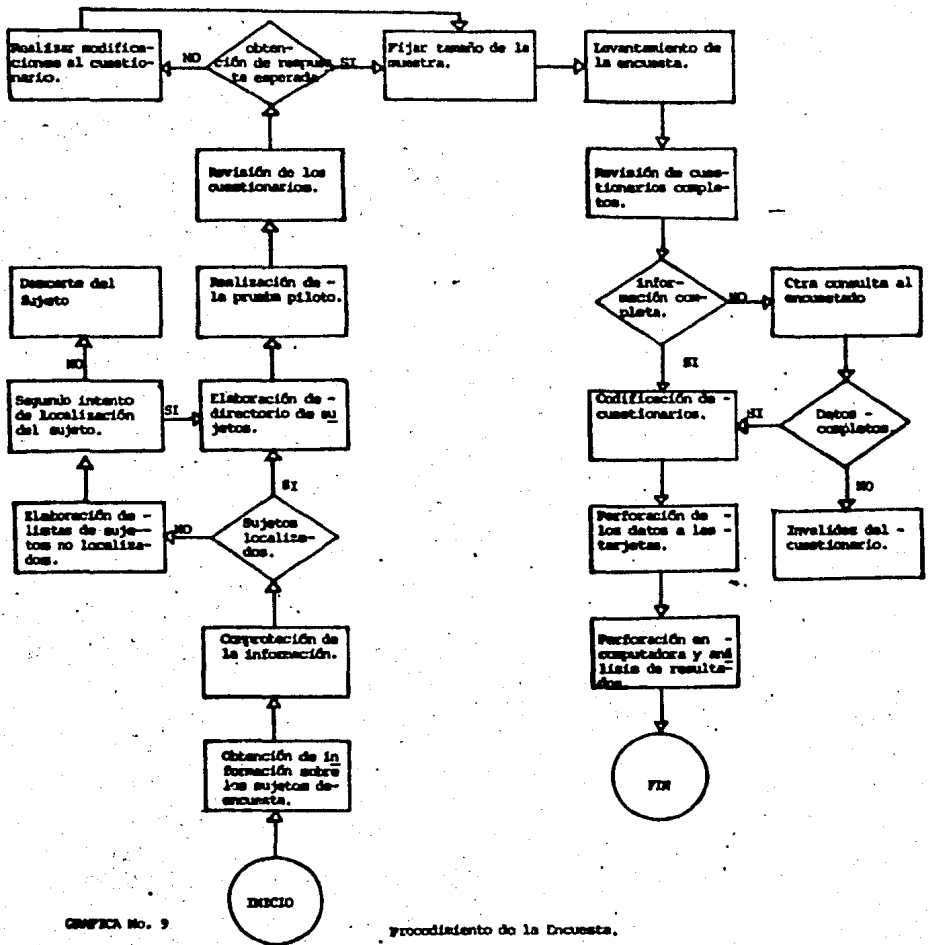 Realizar modifica-
ciones al cuestio-
nario.
NO
obten-
ción de respue
ta esperada
SI
Fijar tamaño de la
muestra.
Levantamiento de
la encuesta.
Revisión de los
cuestionarios.
Revisión de cues-
tionarios comple-
tos.
Descarte del
Sujeto
Realización de -
la prueba piloto.
infor-
mación com-
pleta.
NO
Otra consulta al
encuestado
NO
SI
Segundo intento
de localización
del sujeto.
SI
Elaboración de -
directorio de su
jetos.
Codificación de -
cuestionarios.
SI
Datos -
completos.
SI
NO
Elaboración de -
listas de suje-
tos no localiza-
dos.
NO
Sujetos
localiza-
dos.
Perforación de
los datos a las -
tarjetas.
Invalidez del -
cuestionario.
Comprobación de
la información.
Perforación en -
computadora y aná
lisis de resulta-
dos.
Obtención de in
formación sobre
los sujetos de-
encuesta.
FIN
INICIO
GRAFICA No. 9
Procedimiento de la Encuesta.